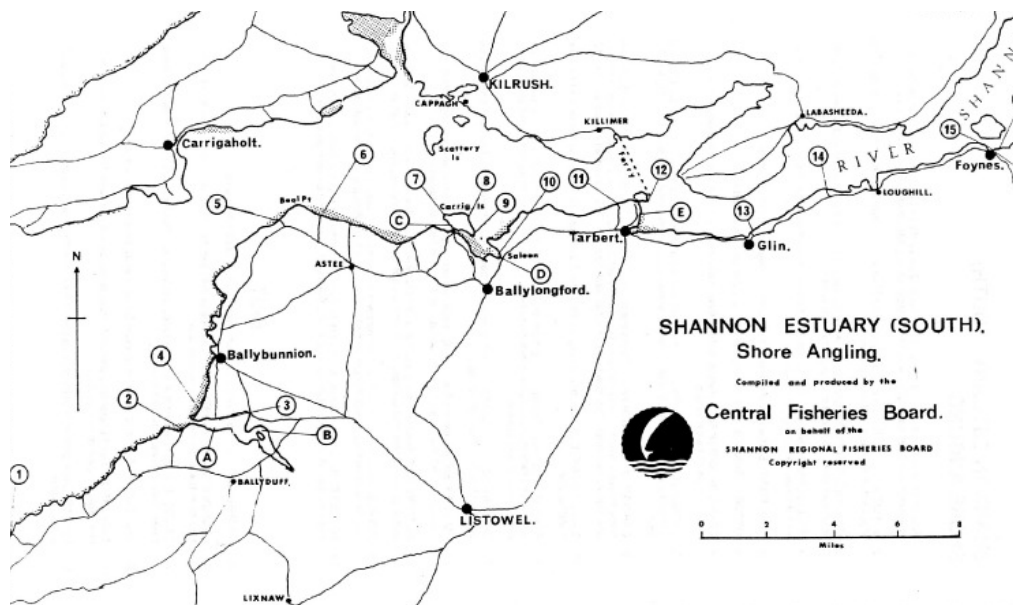 KILRUSH.
CAPPAGH
KILLIMER
LABASHEEDA.
SHANN
15
Foynes.
Carrigaholt.
Scattery
Is
6
7
8
10
11
12
14
RIVER
LOUGHILL.
5
Beal Pt
Carrig. Is
9
C
E
13
Tarbert.
Glin.
ASTEE
Saleen
D
N
Ballylongford.
SHANNON ESTUARY (SOUTH).
Shore Angling.
Ballybunnion.
4
Compiled and produced by the
2
3
Central Fisheries Board.
on behalf of the
B
SHANNON REGIONAL FISHERIES BOARD
1
A
Copyright reserved
BALLYDUFF.
LISTOWEL.
0 2 4 6 8
Miles
LIXNAW